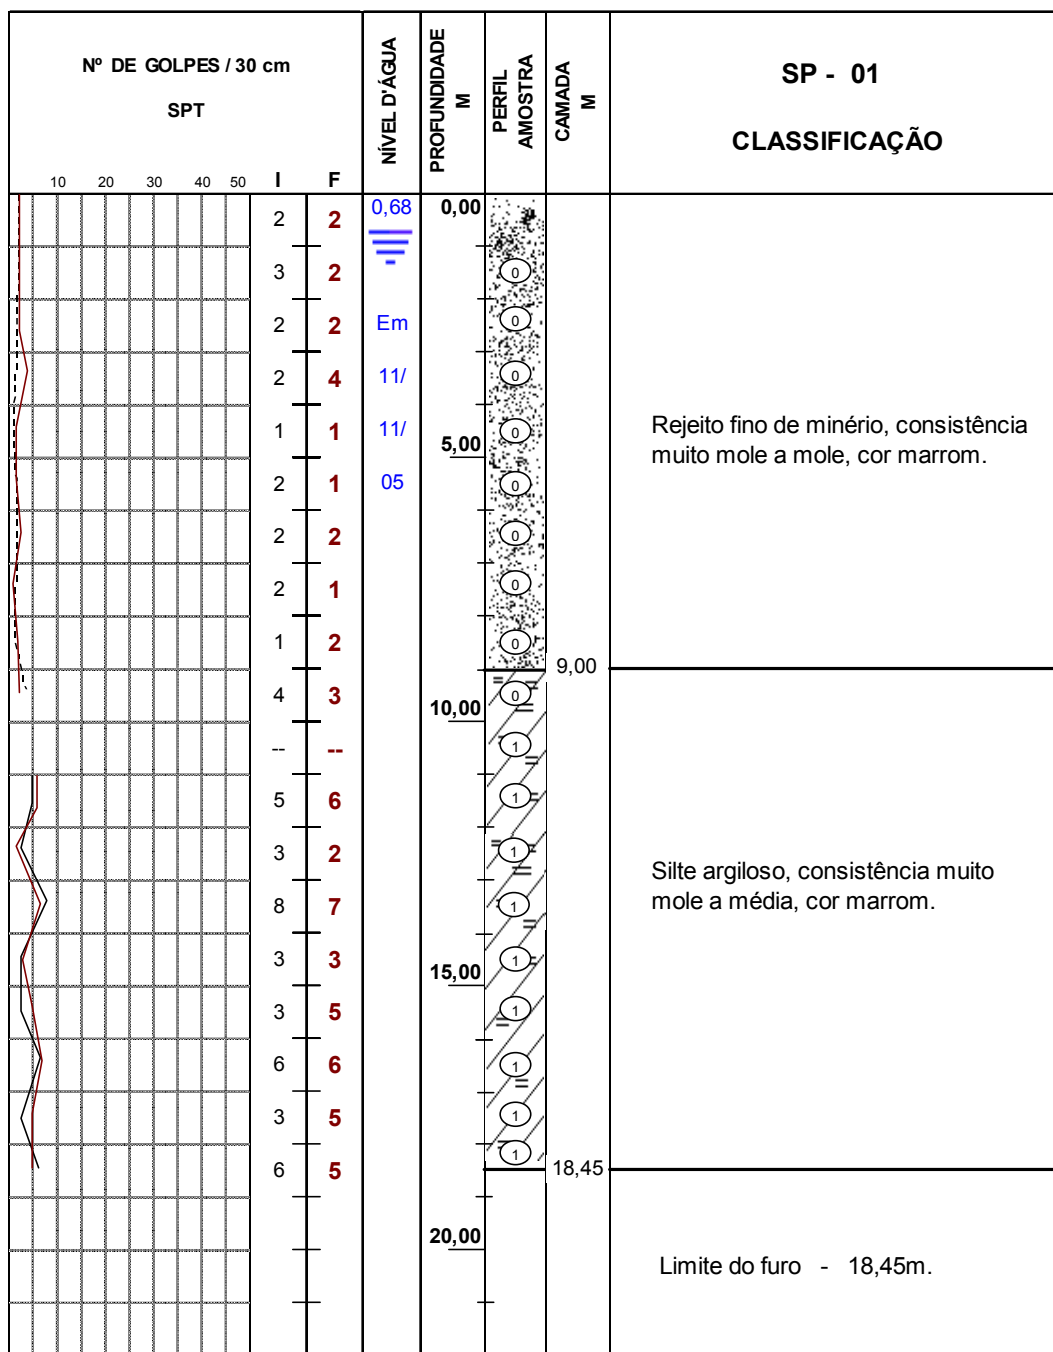 Nº DE GOLPES / 30 cm
SPT
10 20 30 40 50 I F
NÍVEL D'ÁGUA
PROFUNDIDADE
M
PERFIL
AMOSTRA
CAMADA
M
SP - 01
CLASSIFICAÇÃO
2 2 0,68 0,00
3 2 0
2 2 Em 0
2 4 11/ 0
1 1 11/ 5,00 0
2 1 05 0
2 2 0
2 1 0
1 2 0
Rejeito fino de minério, consistência
muito mole a mole, cor marrom.
9,00
4 3 10,00 0
-- -- 1
5 6 1
3 2 1
8 7 1
3 3 15,00 1
3 5 1
6 6 1
3 5 1
6 5 1
Silte argiloso, consistência muito
mole a média, cor marrom.
18,45
20,00
Limite do furo - 18,45m.